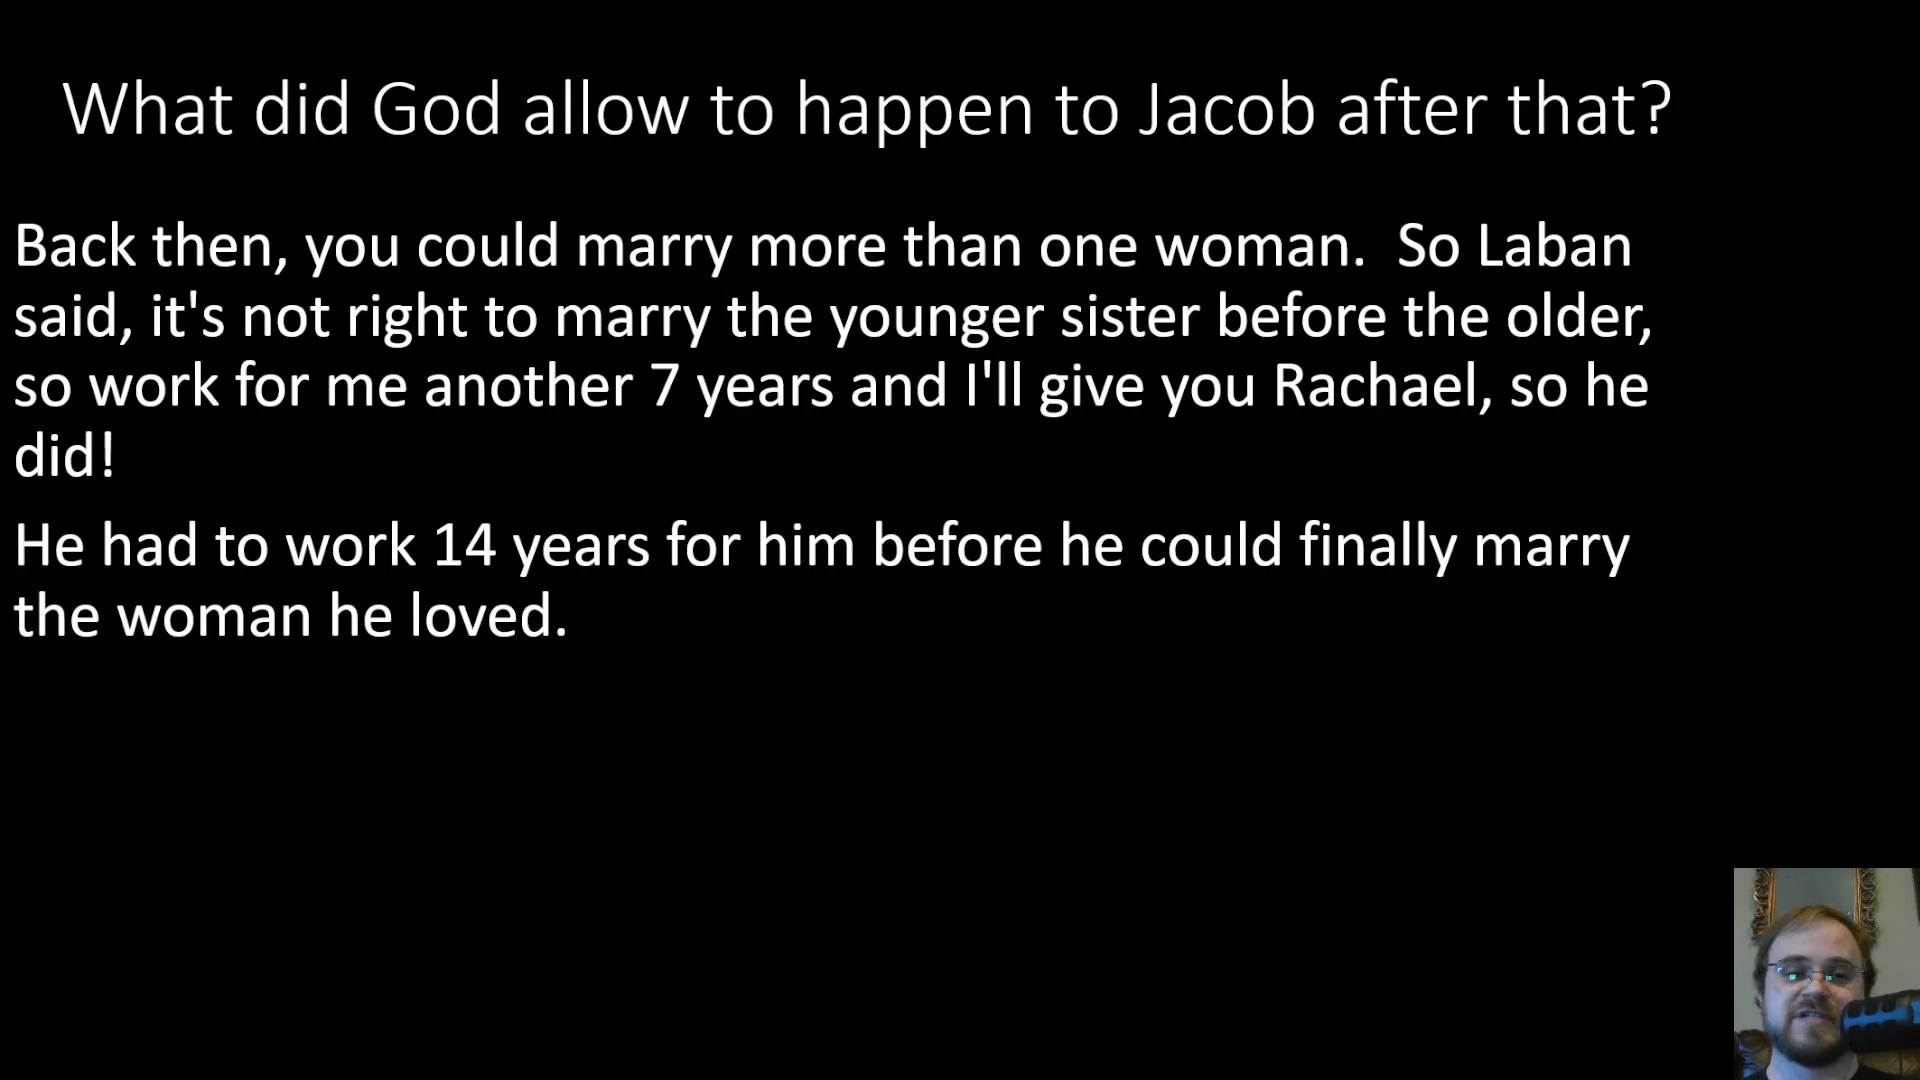 What did God allow to happen to Jacob after that?
Back then, you could marry more than one woman.  So Laban
said, it's not right to marry the younger sister before the older,
so work for me another 7 years and I'll give you Rachael, so he
did!
He had to work 14 years for him before he could finally marry
the woman he loved.